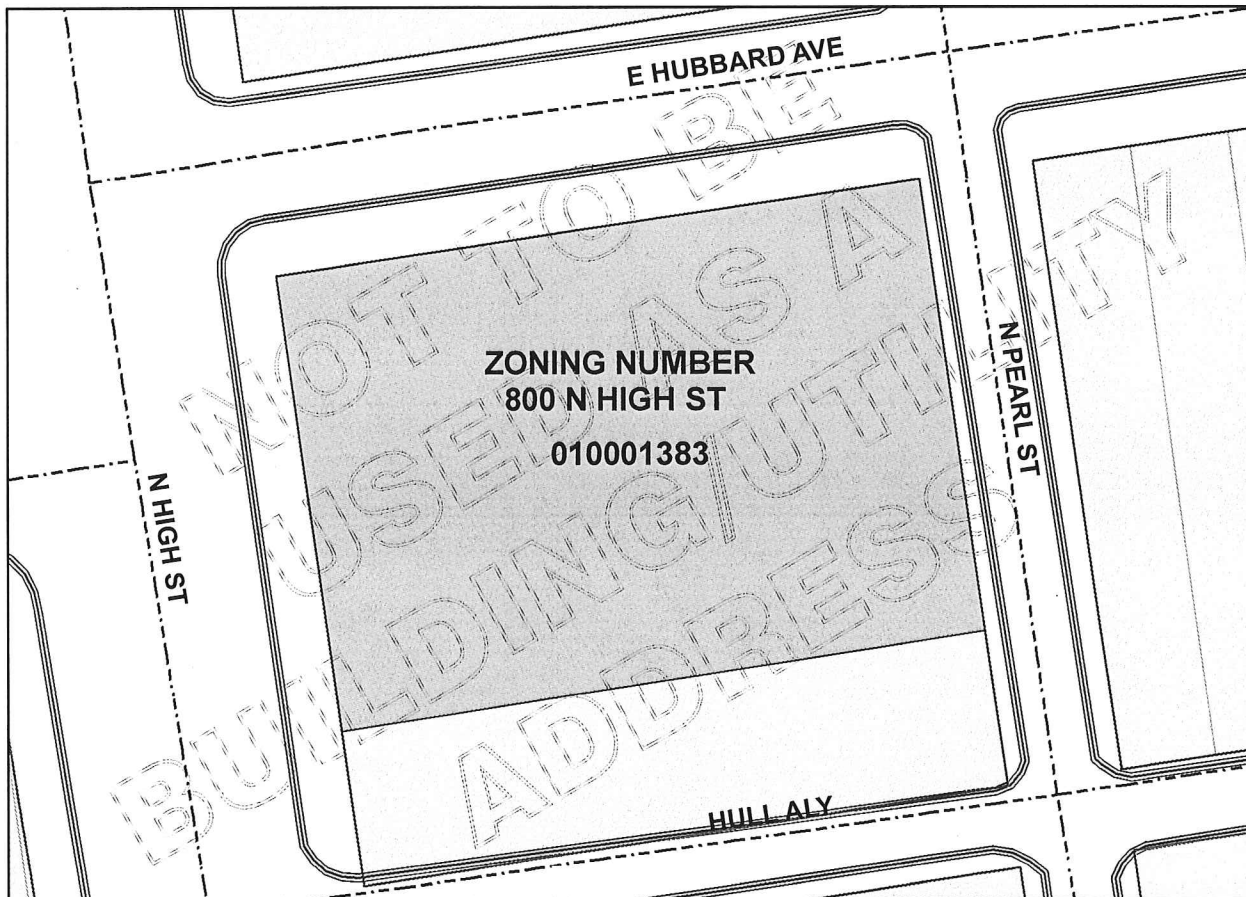 E HUBBARD AVE
NOT TO BE
USED AS A
BUILDING/UTILITY
ADDRESS
ZONING NUMBER
800 N HIGH ST
010001383
N HIGH ST
N PEARL ST
HULL ALY